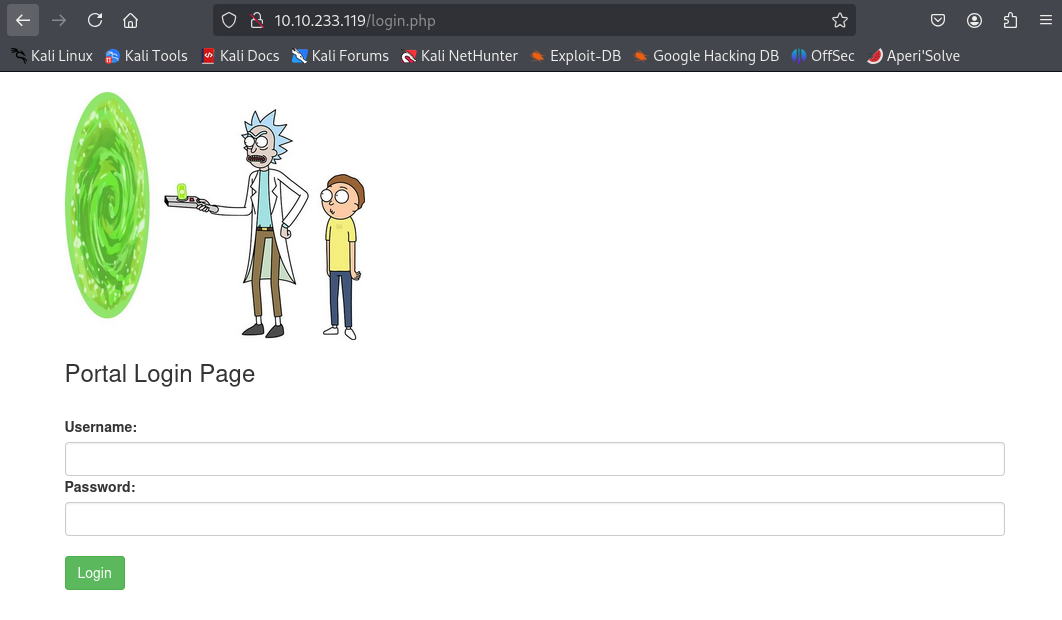 10.10.233.119/login.php
Kali Linux Kali Tools Kali Docs Kali Forums Kali NetHunter Exploit-DB Google Hacking DB OffSec Aperi'Solve
Portal Login Page
Username:
Password:
Login